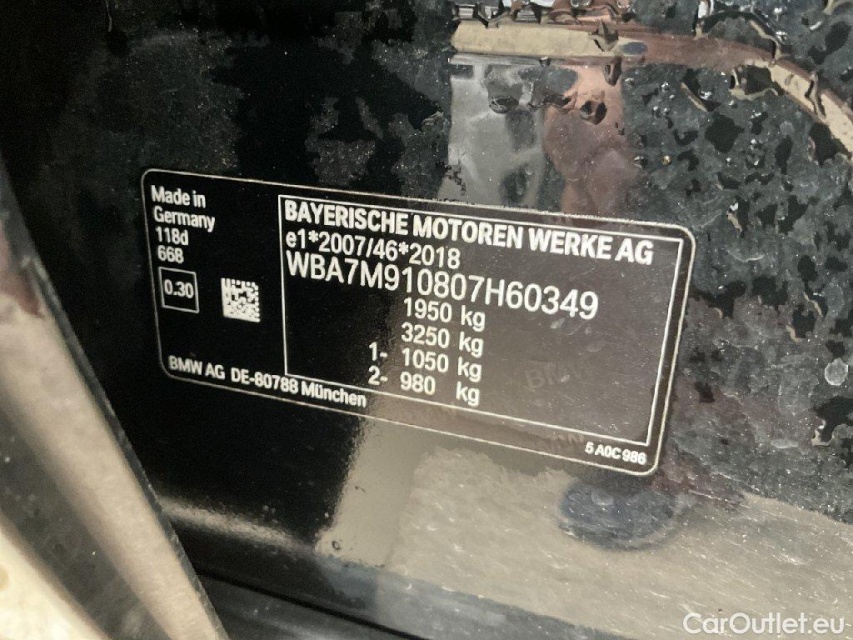 Made in
Germany
118d
668
0.30
BAYERISCHE MOTOREN WERKE AG
e1*2007/46*2018
WBA7M910807H60349
1950 kg
3250 kg
1- 1050 kg
2- 980 kg
BMW AG DE-80788 München
5 A0C 986
CarOutlet.eu